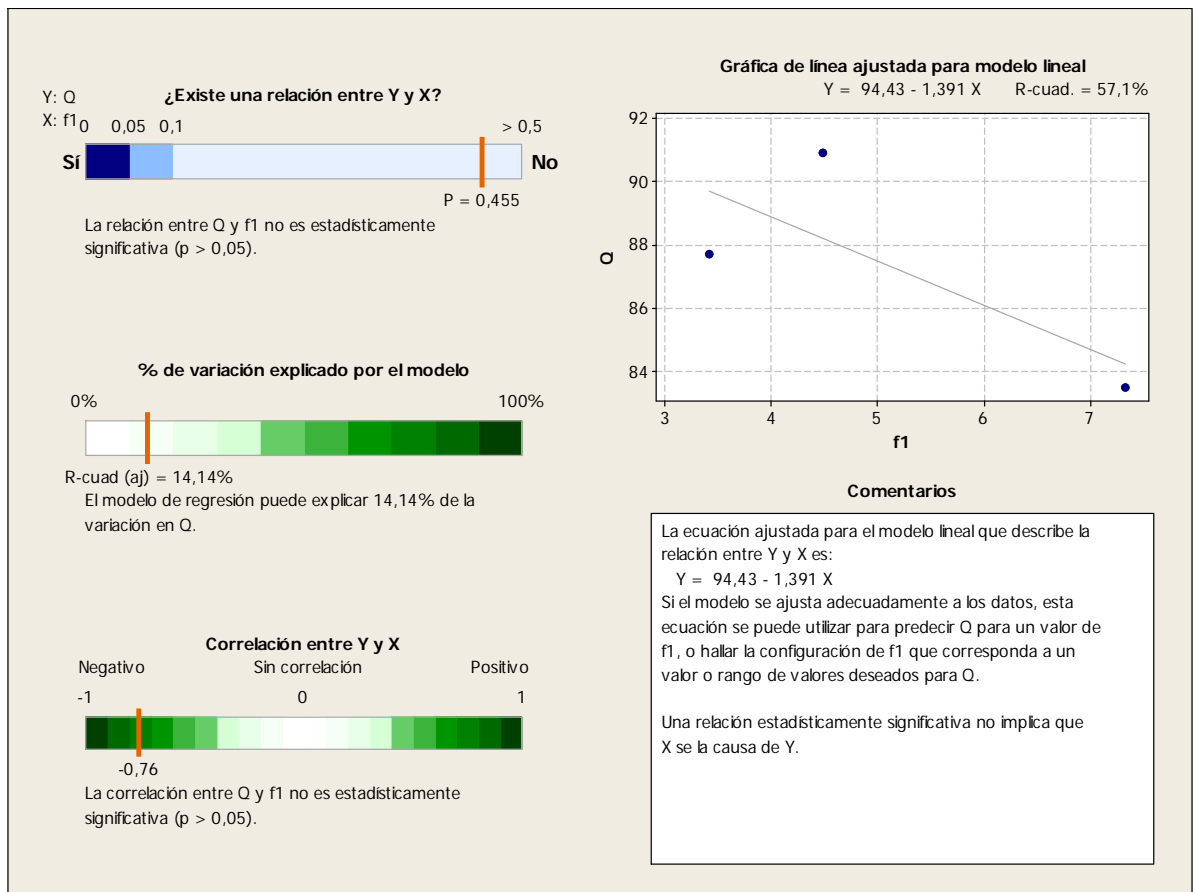 Y: Q
X: f1
¿Existe una relación entre Y y X?
0 0,05 0,1 > 0,5
Sí No
P = 0,455
La relación entre Q y f1 no es estadísticamente
significativa (p > 0,05).
% de variación explicado por el modelo
0% 100%
R-cuad (aj) = 14,14%
El modelo de regresión puede explicar 14,14% de la
variación en Q.
Correlación entre Y y X
Negativo Sin correlación Positivo
-1 0 1
-0,76
La correlación entre Q y f1 no es estadísticamente
significativa (p > 0,05).
Gráfica de línea ajustada para modelo lineal
Y = 94,43 - 1,391 X R-cuad. = 57,1%
92
90
88
86
84
Q
3 4 5 6 7
f1
Comentarios
La ecuación ajustada para el modelo lineal que describe la
relación entre Y y X es:
Y = 94,43 - 1,391 X
Si el modelo se ajusta adecuadamente a los datos, esta
ecuación se puede utilizar para predecir Q para un valor de
f1, o hallar la configuración de f1 que corresponda a un
valor o rango de valores deseados para Q.
Una relación estadísticamente significativa no implica que
X se la causa de Y.